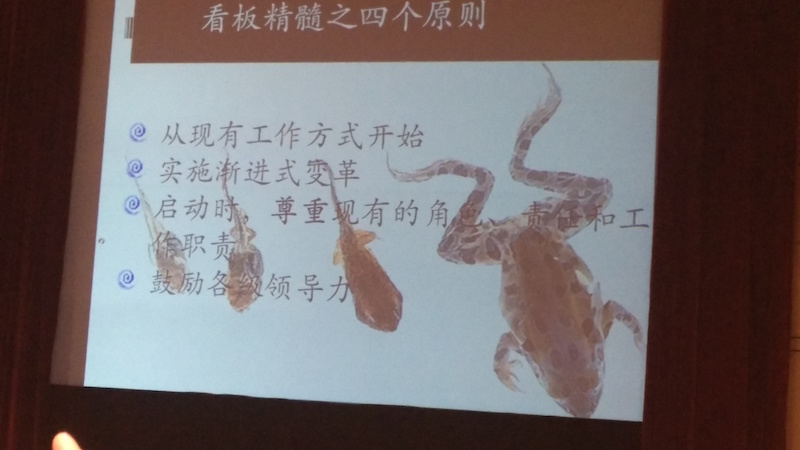 看板精髓之四个原则
从现有工作方式开始
实施渐进式变革
启动时，尊重现有的角色、责任和工
作职责
鼓励各级领导力